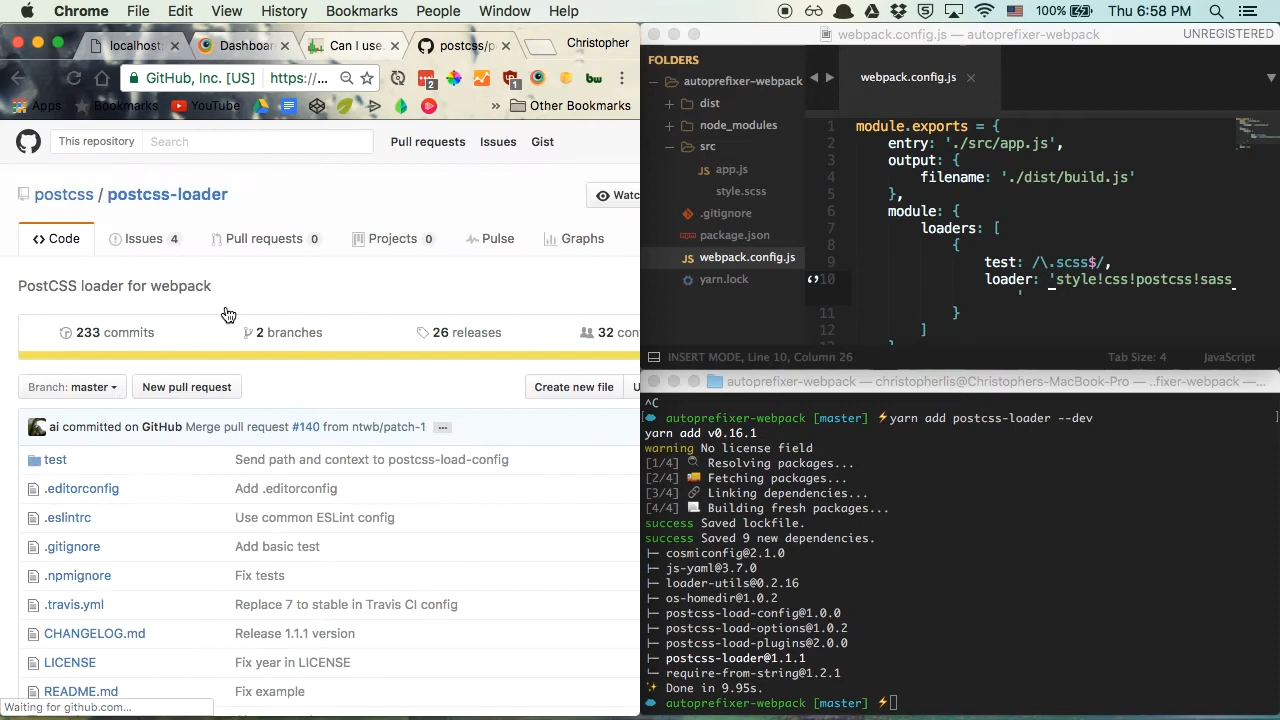 Chrome File Edit View History Bookmarks People Window Help 100% Thu 6:58 PM
localhost Dashboar Can I use postcss/p Christopher
GitHub, Inc. [US] https://...
2 1 bw
Apps Bookmarks YouTube » Other Bookmarks
This repository Search Pull requests Issues Gist
postcss / postcss-loader
Watc
Code Issues 4 Pull requests 0 Projects 0 Pulse Graphs
PostCSS loader for webpack
233 commits 2 branches 26 releases 32 con
Branch: master New pull request Create new file U
ai committed on GitHub Merge pull request #140 from ntwb/patch-1 ...
test Send path and context to postcss-load-config
.editorconfig Add .editorconfig
.eslintrc Use common ESLint config
.gitignore Add basic test
.npmignore Fix tests
.travis.yml Replace 7 to stable in Travis CI config
CHANGELOG.md Release 1.1.1 version
LICENSE Fix year in LICENSE
README.md Fix example
Waiting for github.com...
webpack.config.js — autoprefixer-webpack UNREGISTERED
FOLDERS
autoprefixer-webpack
dist
node_modules
src
app.js
style.scss
.gitignore
package.json
webpack.config.js
yarn.lock
webpack.config.js
1 module.exports = {
2 entry: './src/app.js',
3 output: {
4 filename: './dist/build.js'
5 },
6 module: {
7 loaders: [
8 {
9 test: /\.scss$/,
10 loader: 'style!css!postcss!sass
'
11 }
12 ]
INSERT MODE, Line 10, Column 26 Tab Size: 4 JavaScript
autoprefixer-webpack — christopherlis@Christophers-MacBook-Pro — ..fixer-webpack —...
^C
autoprefixer-webpack [master] ⚡yarn add postcss-loader --dev
yarn add v0.16.1
warning No license field
[1/4] Resolving packages...
[2/4] Fetching packages...
[3/4] Linking dependencies...
[4/4] Building fresh packages...
success Saved lockfile.
success Saved 9 new dependencies.
├─ cosmiconfig@2.1.0
├─ js-yaml@3.7.0
├─ loader-utils@0.2.16
├─ os-homedir@1.0.2
├─ postcss-load-config@1.0.0
├─ postcss-load-options@1.0.2
├─ postcss-load-plugins@2.0.0
├─ postcss-loader@1.1.1
└─ require-from-string@1.2.1
✨ Done in 9.95s.
autoprefixer-webpack [master] ⚡